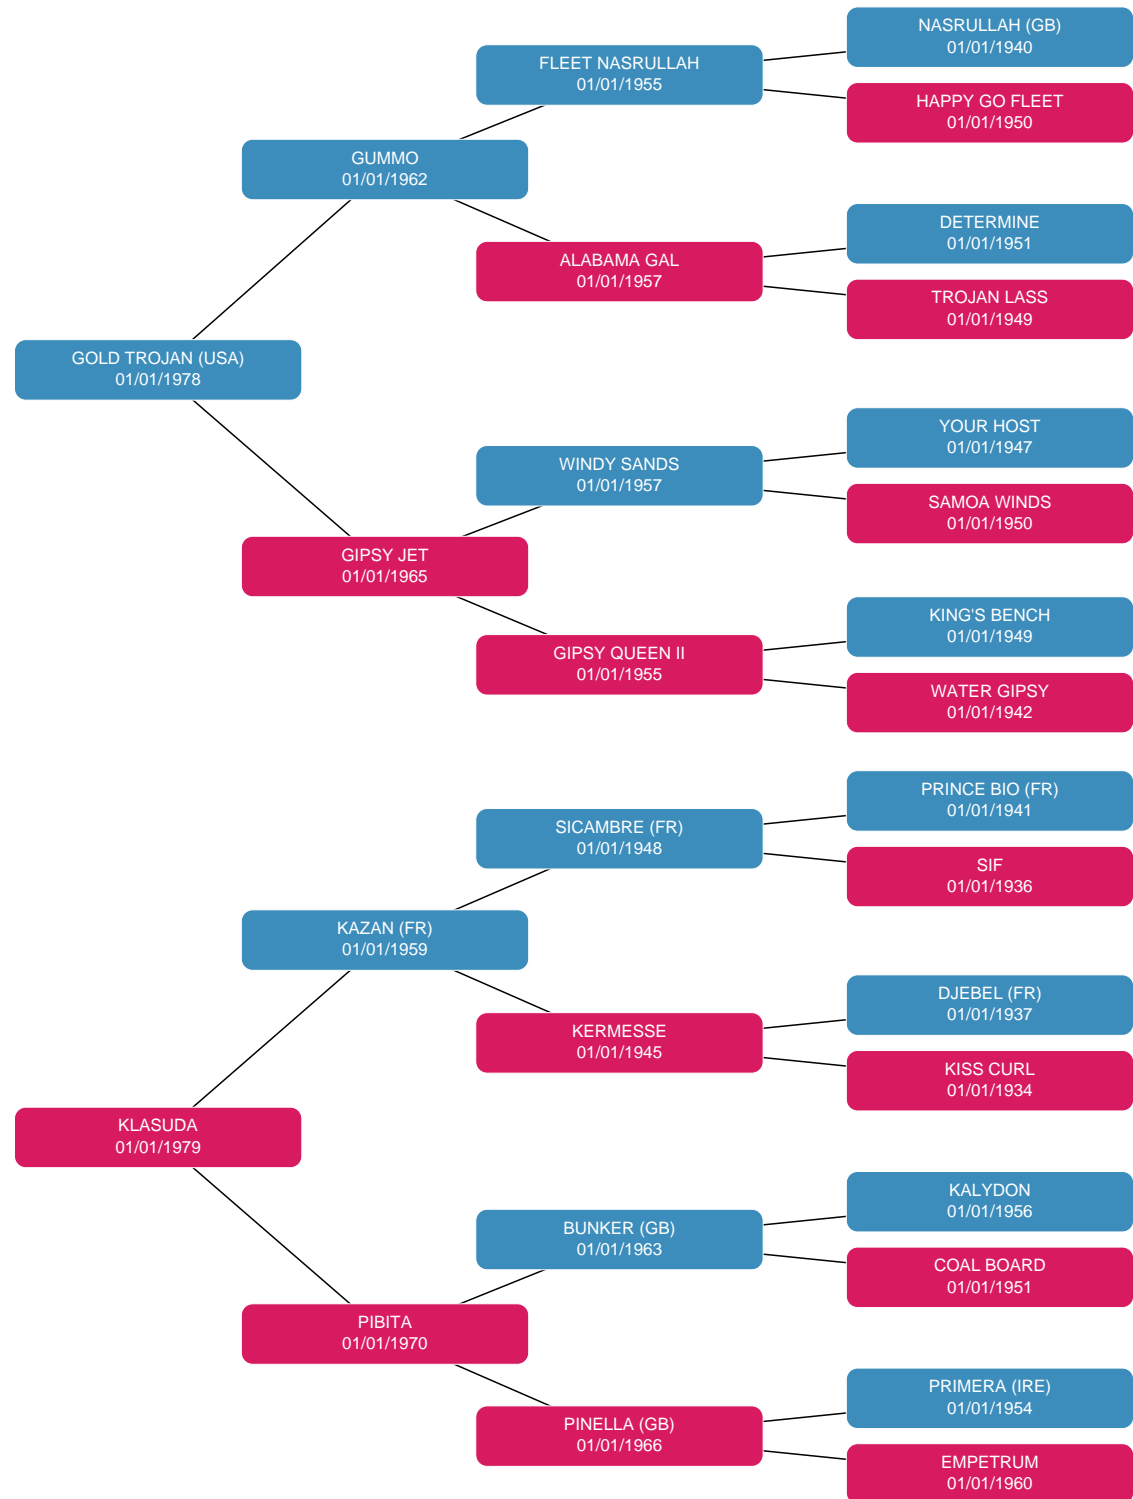 NASRULLAH (GB)
01/01/1940
FLEET NASRULLAH
01/01/1955
HAPPY GO FLEET
01/01/1950
GUMMO
01/01/1962
DETERMINE
01/01/1951
ALABAMA GAL
01/01/1957
TROJAN LASS
01/01/1949
GOLD TROJAN (USA)
01/01/1978
YOUR HOST
01/01/1947
WINDY SANDS
01/01/1957
SAMOA WINDS
01/01/1950
GIPSY JET
01/01/1965
KING'S BENCH
01/01/1949
GIPSY QUEEN II
01/01/1955
WATER GIPSY
01/01/1942
PRINCE BIO (FR)
01/01/1941
SICAMBRE (FR)
01/01/1948
SIF
01/01/1936
KAZAN (FR)
01/01/1959
DJEBEL (FR)
01/01/1937
KERMESSE
01/01/1945
KISS CURL
01/01/1934
KLASUDA
01/01/1979
KALYDON
01/01/1956
BUNKER (GB)
01/01/1963
COAL BOARD
01/01/1951
PIBITA
01/01/1970
PRIMERA (IRE)
01/01/1954
PINELLA (GB)
01/01/1966
EMPETRUM
01/01/1960